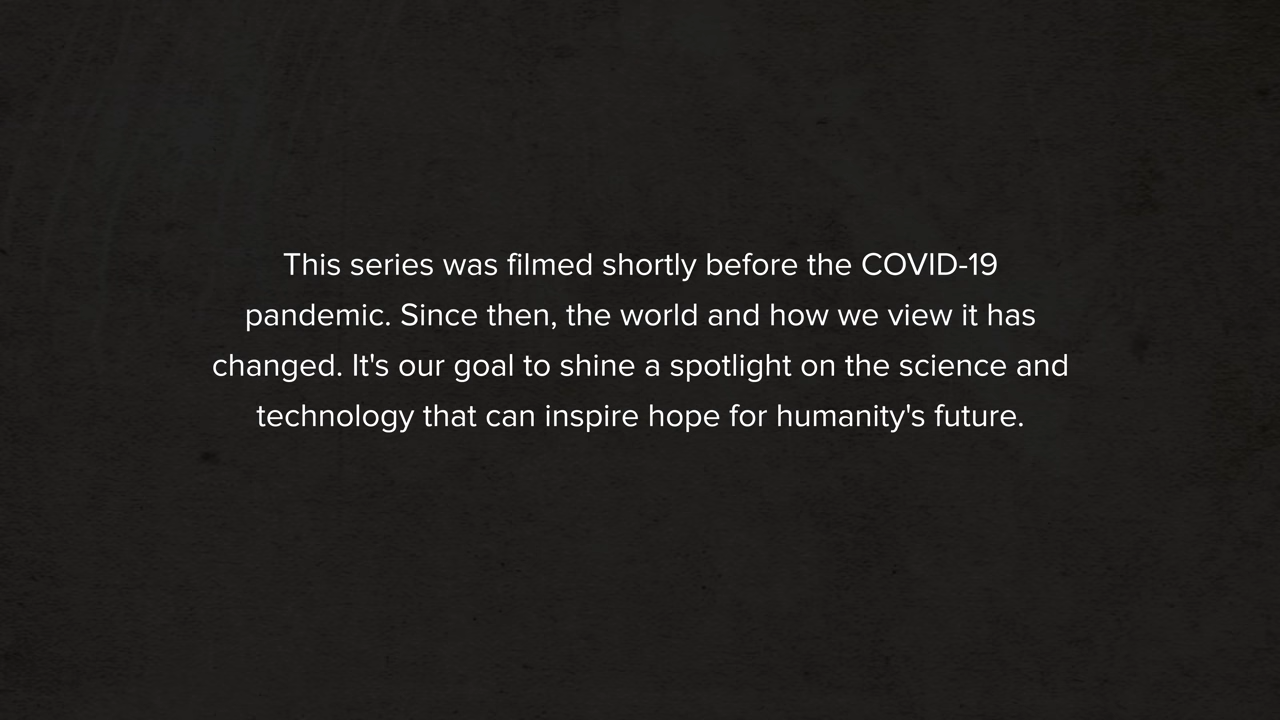 This series was filmed shortly before the COVID-19
pandemic. Since then, the world and how we view it has
changed. It's our goal to shine a spotlight on the science and
technology that can inspire hope for humanity's future.